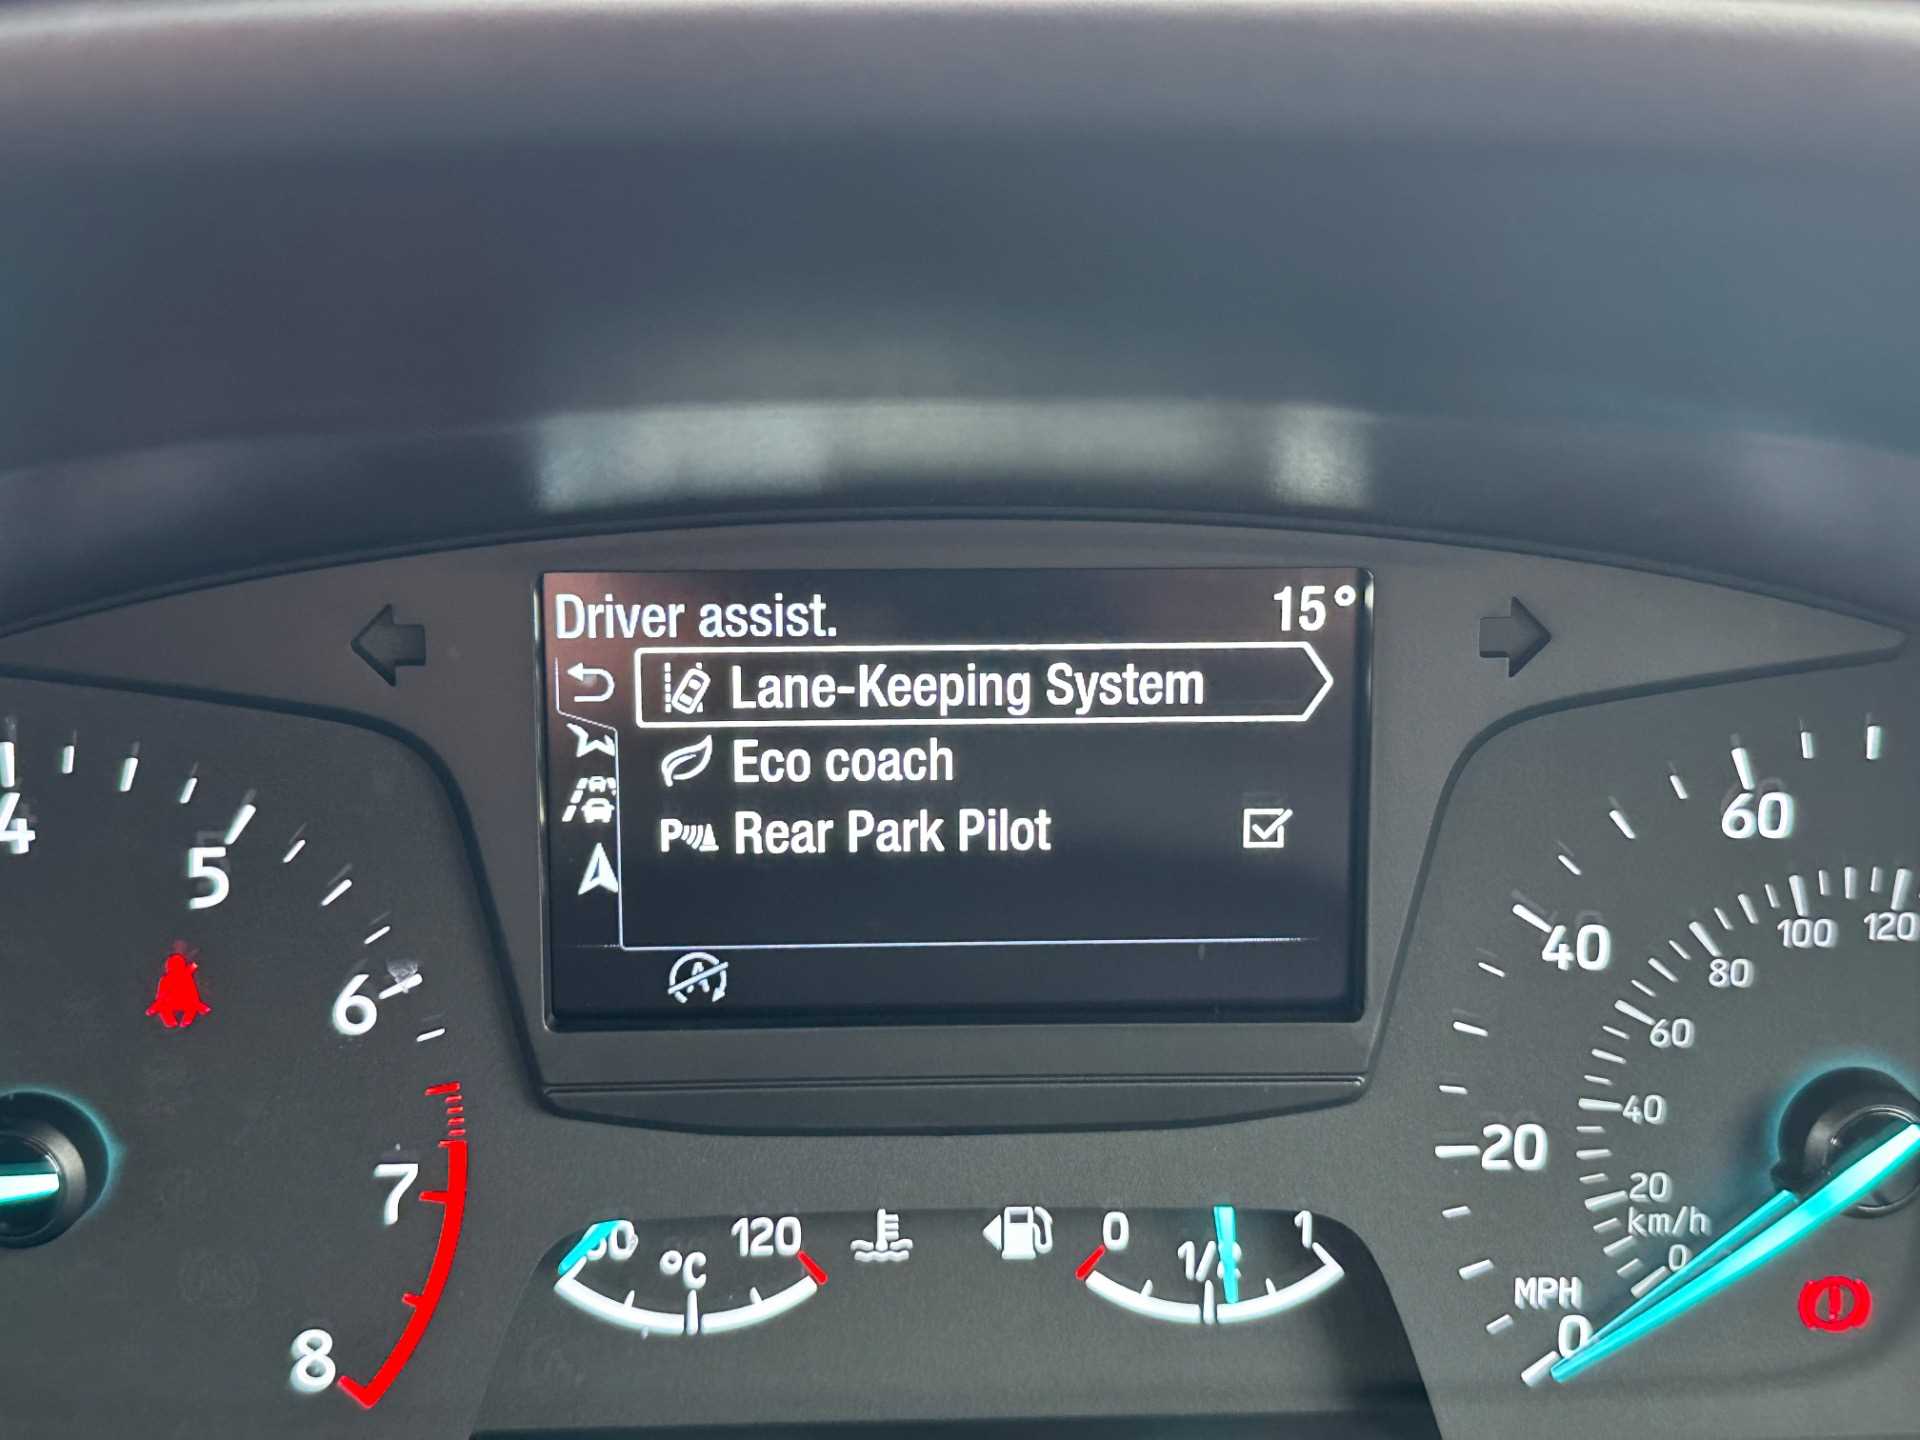 Driver assist. 15°
Lane-Keeping System
Eco coach
P Rear Park Pilot
A
4
5
6
7
8
60 °C 120
0 1/2 1
60
40
20
0
MPH
120
100
80
60
40
20
km/h
0